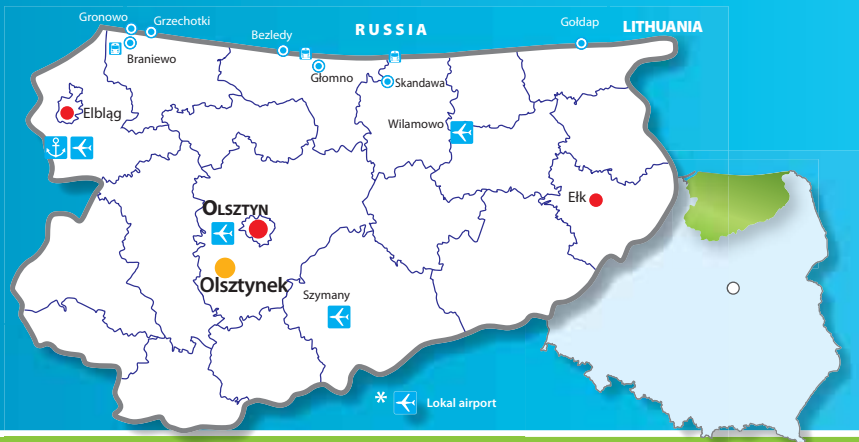 Gronowo
Grzechotki
Bezledy
RUSSIA
Gołdap
LITHUANIA
Braniewo
Głomno
Skandawa
Elbląg
Wilamowo
Ełk
OLSZTYN
Olsztynek
Szymany
* Lokal airport